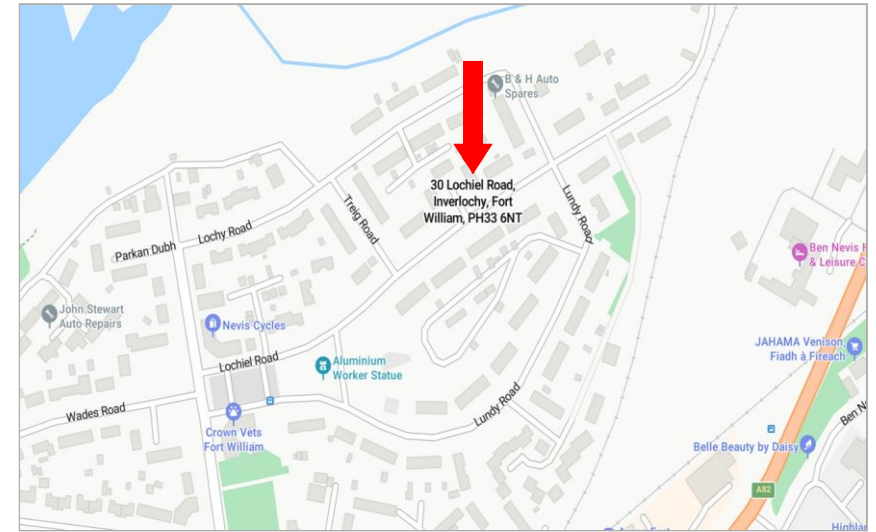 B & H Auto
Spares
30 Lochiel Road,
Inverlochy, Fort
William, PH33 6NT
Treig Road
Lundy Road
Lochy Road
Parkan Dubh
Ben Nevis
& Leisure C
John Stewart
Auto Repairs
Nevis Cycles
JAHAMA Venison,
Fiadh à Fìreach
Lochiel Road
Aluminium
Worker Statue
Wades Road
Lundy Road
Crown Vets
Fort William
Ben N
Belle Beauty by Daisy
A82
Highla